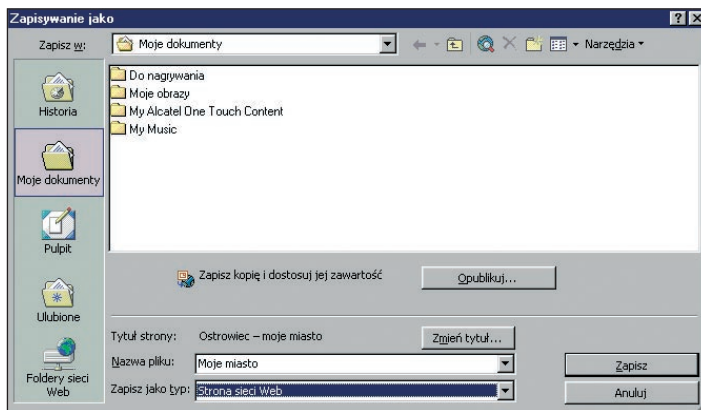 Zapisywanie jako
Zapisz w:
Moje dokumenty
Narzędzia
Historia
Moje dokumenty
Pulpit
Ulubione
Foldery sieci
Web
Do nagrywania
Moje obrazy
My Alcatel One Touch Content
My Music
Zapisz kopię i dostosuj jej zawartość
Opublikuj...
Tytuł strony:
Ostrowiec – moje miasto
Zmień tytuł...
Nazwa pliku:
Moje miasto
Zapisz
Zapisz jako typ:
Strona sieci Web
Anuluj